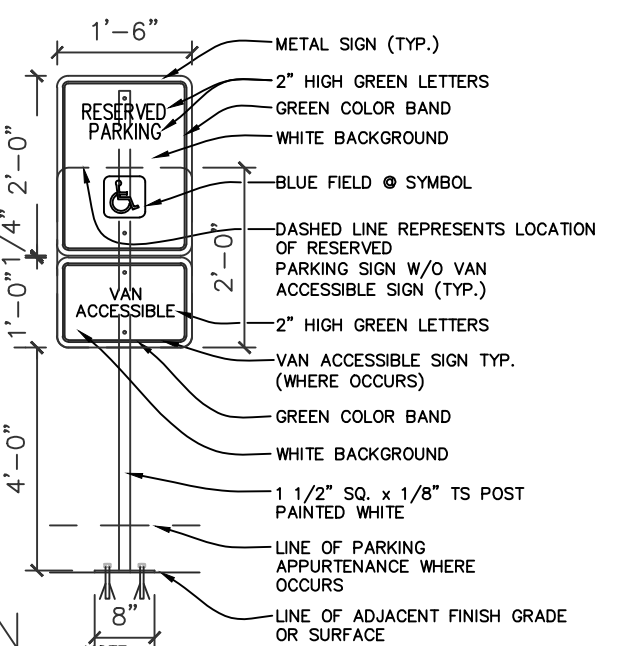 1'-6"
METAL SIGN (TYP.)
2" HIGH GREEN LETTERS
GREEN COLOR BAND
WHITE BACKGROUND
BLUE FIELD @ SYMBOL
DASHED LINE REPRESENTS LOCATION
OF RESERVED
PARKING SIGN W/O VAN
ACCESSIBLE SIGN (TYP.)
2" HIGH GREEN LETTERS
VAN ACCESSIBLE SIGN TYP.
(WHERE OCCURS)
GREEN COLOR BAND
WHITE BACKGROUND
1 1/2" SQ. x 1/8" TS POST
PAINTED WHITE
LINE OF PARKING
APPURTENANCE WHERE
OCCURS
LINE OF ADJACENT FINISH GRADE
OR SURFACE
RESERVED
PARKING
VAN
ACCESSIBLE
2'-0"
1/4"
1'-0"
4'-0"
2'-0"
8"